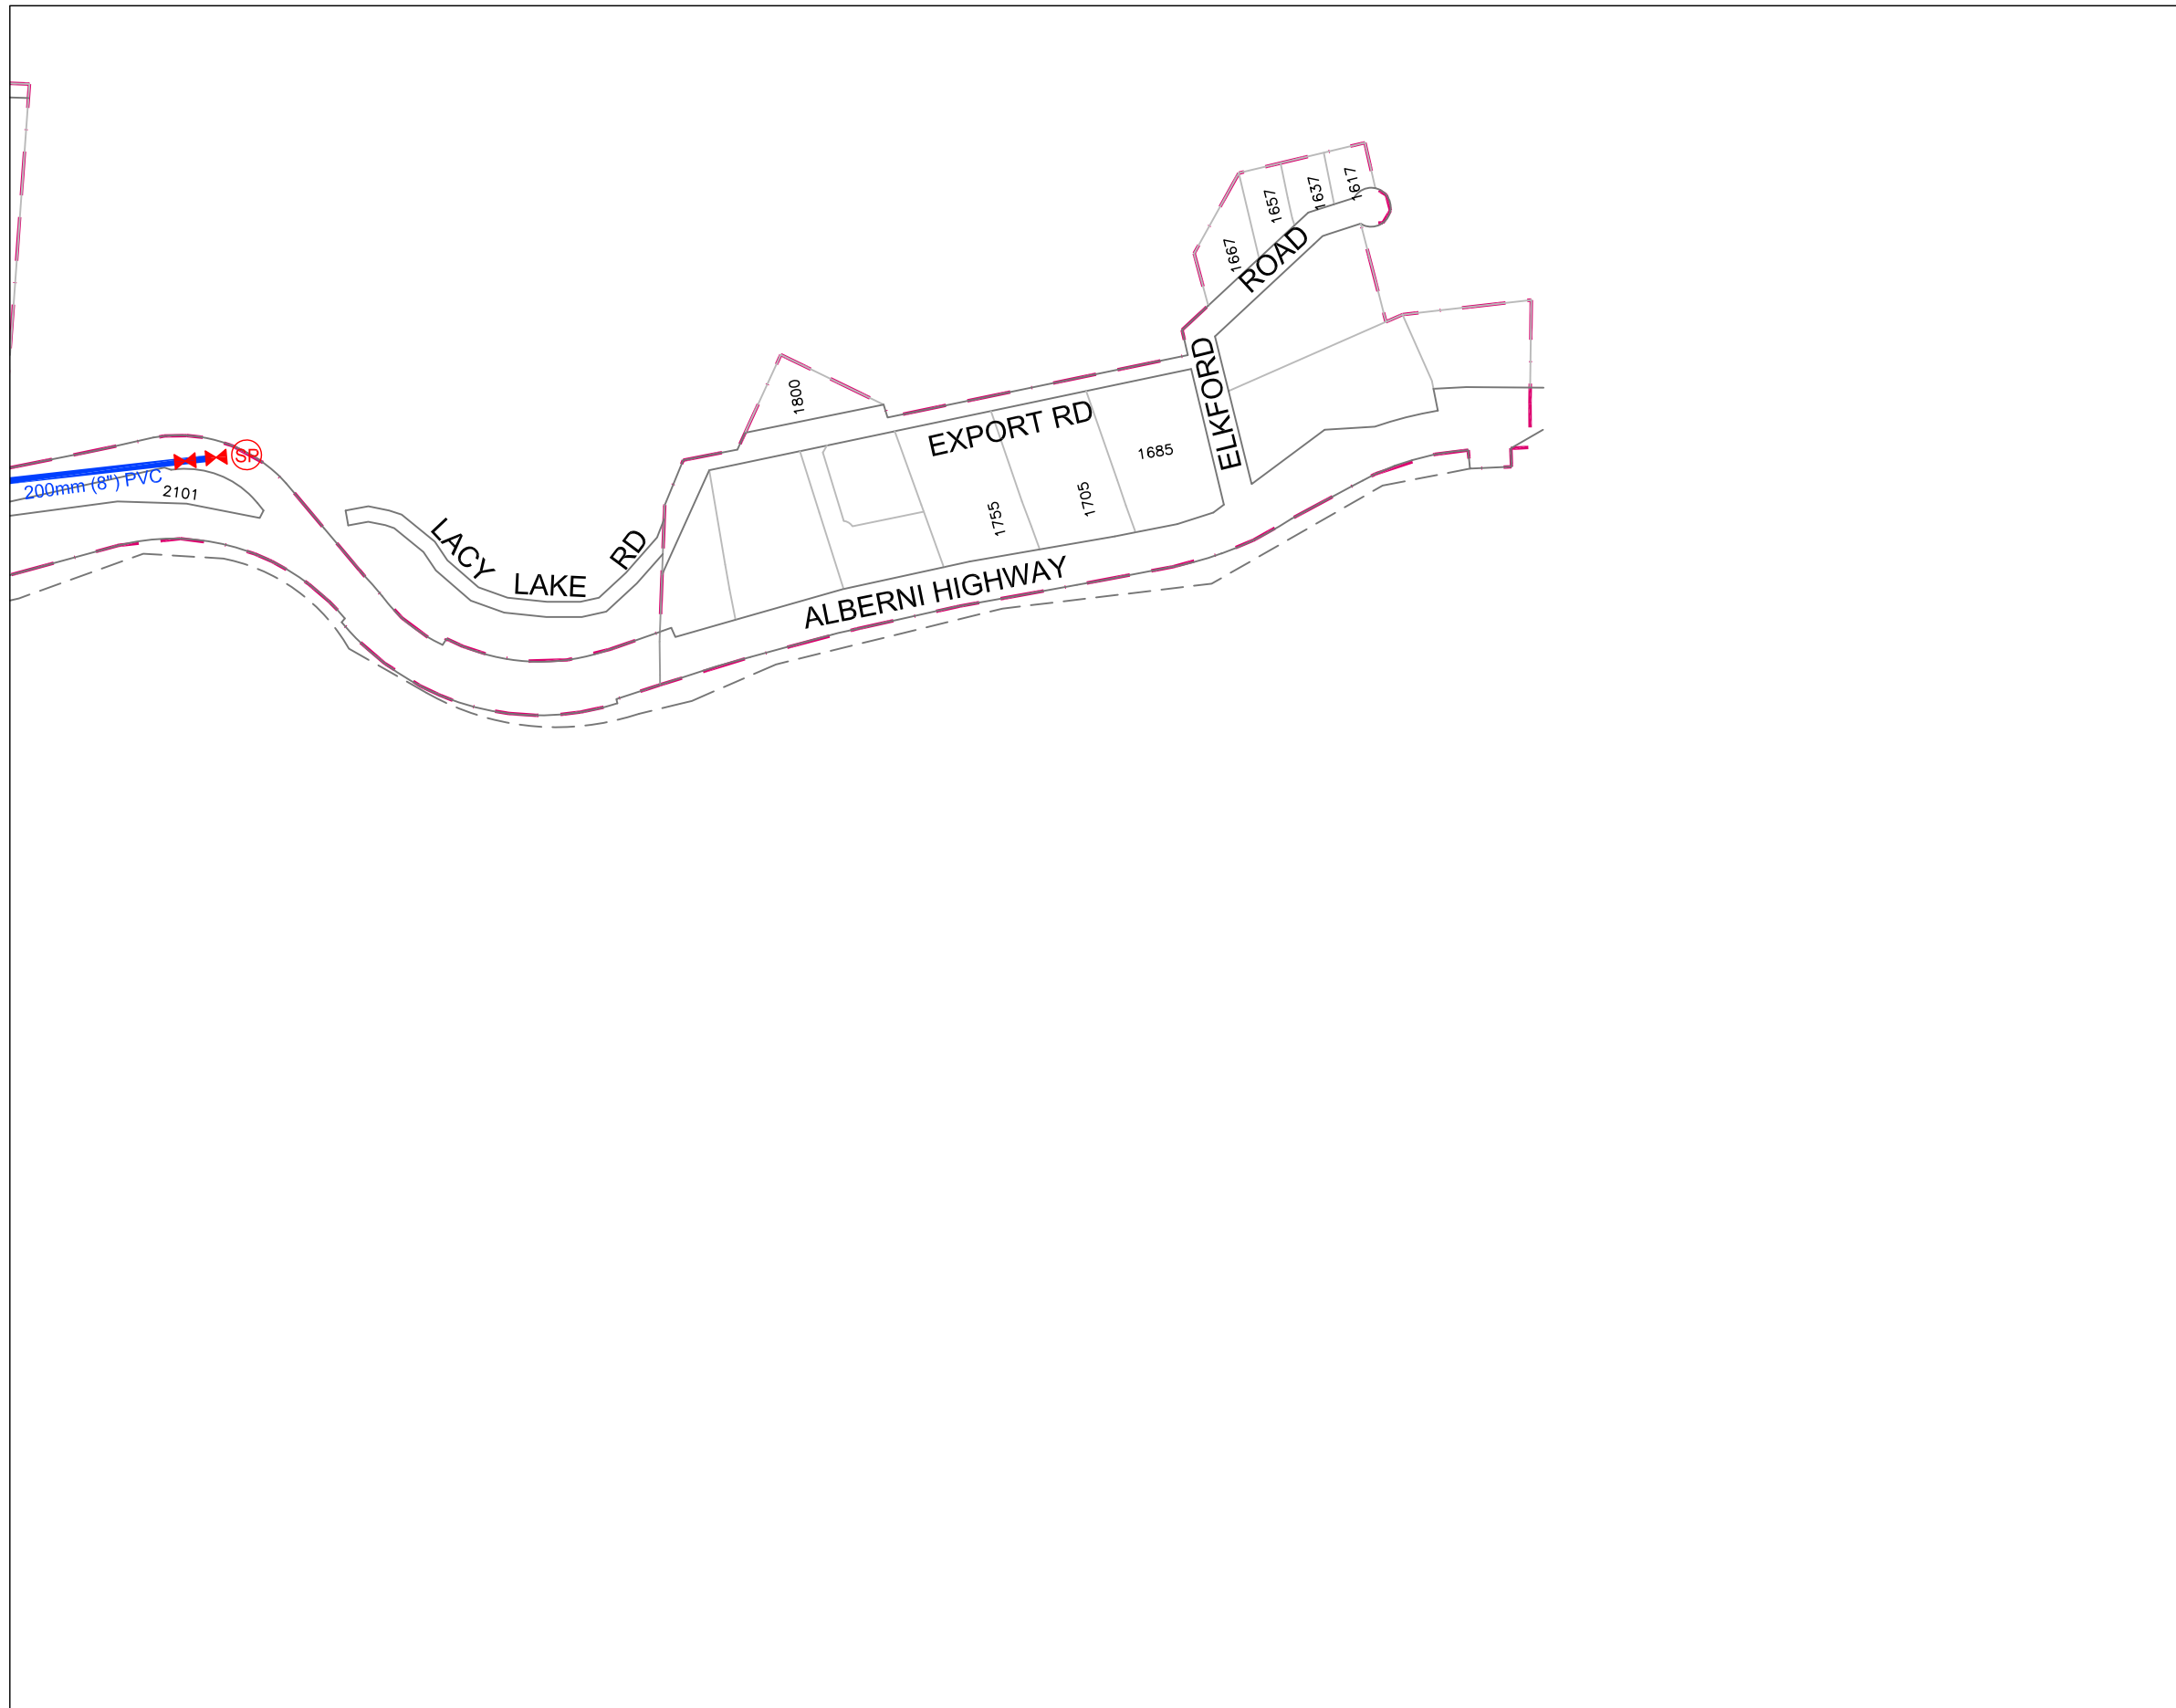 1617
1637
1657
1667
ROAD
ELKFORD
1800
EXPORT RD
1685
1705
1755
SP
200mm (8") PVC
2101
LACY
LAKE
RD
ALBERNI HIGHWAY